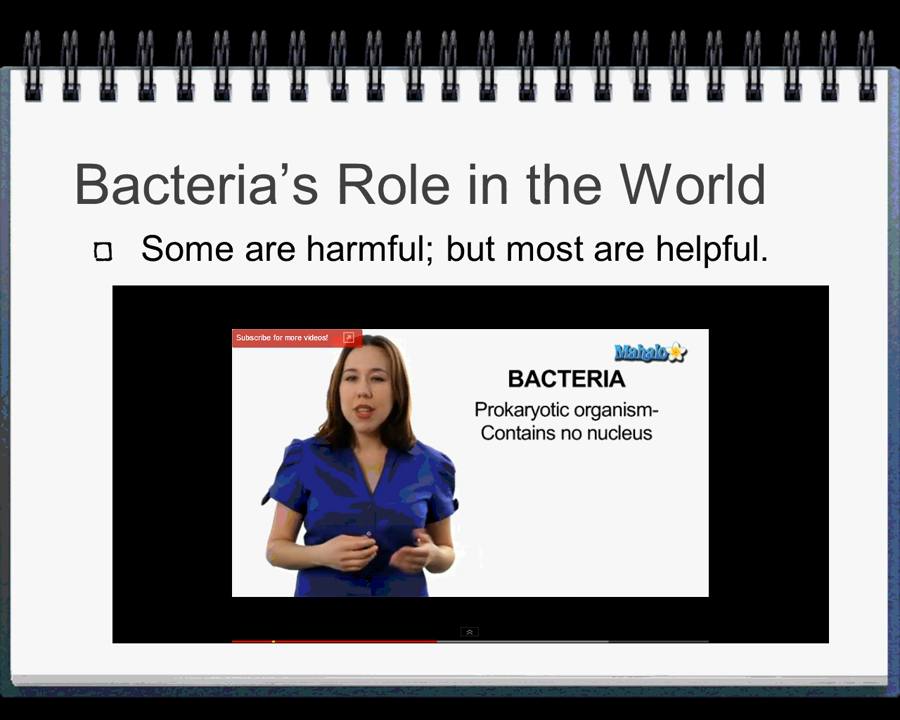 Bacteria’s Role in the World
Some are harmful; but most are helpful.
Subscribe for more videos!
Mahalo
BACTERIA
Prokaryotic organism-
Contains no nucleus